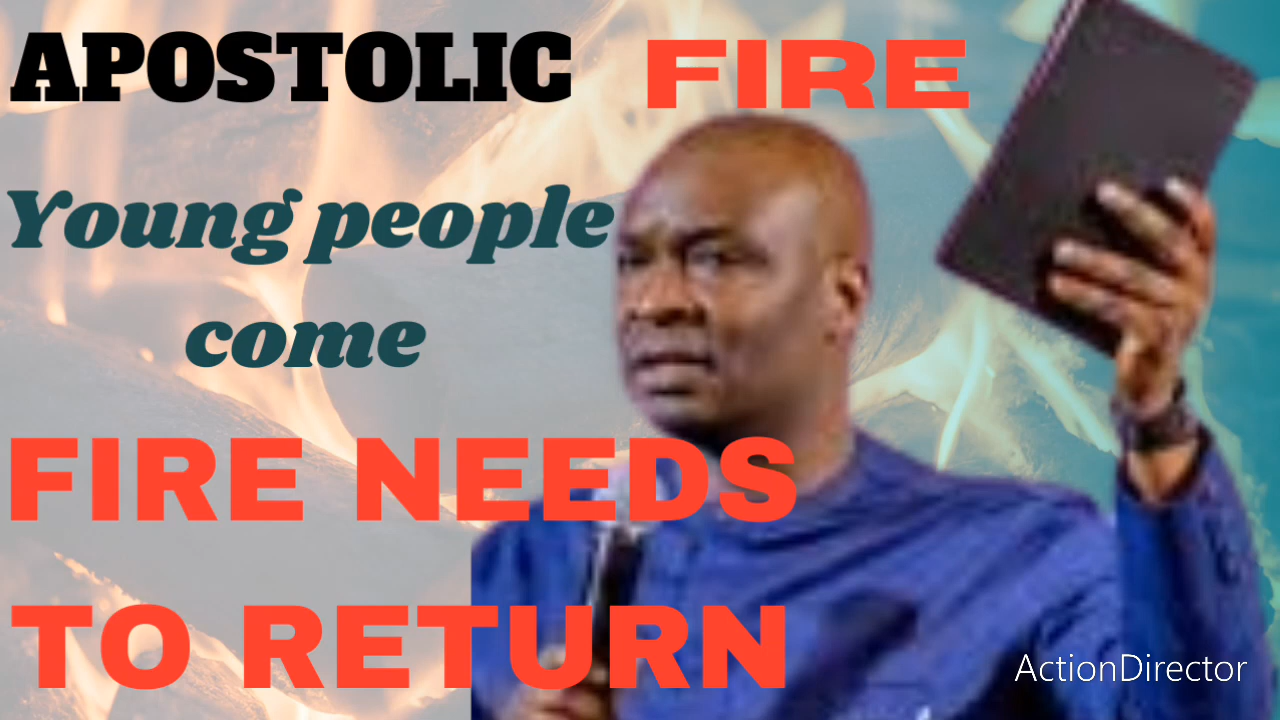 APOSTOLIC FIRE
Young people
come
FIRE NEEDS
TO RETURN
ActionDirector